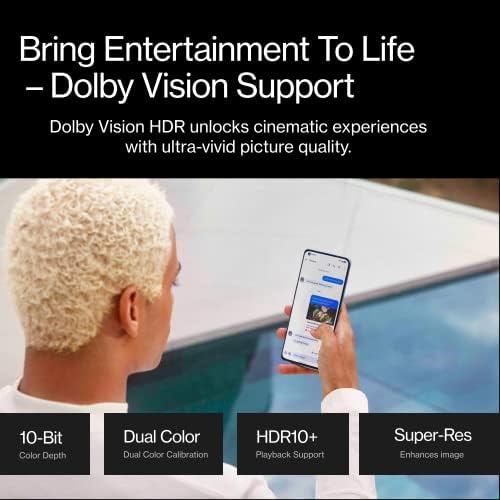 Bring Entertainment To Life
– Dolby Vision Support
Dolby Vision HDR unlocks cinematic experiences
with ultra-vivid picture quality.
10-Bit
Color Depth
Dual Color
Dual Color Calibration
HDR10+
Playback Support
Super-Res
Enhances image